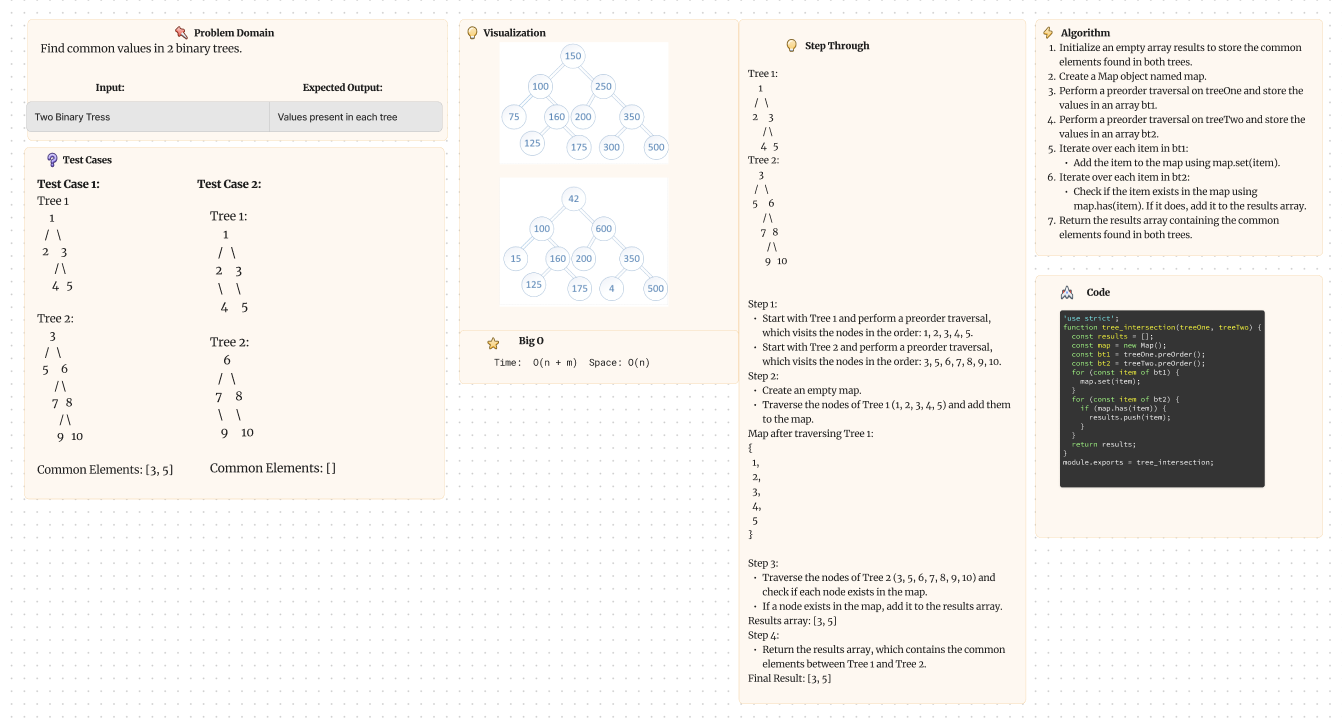 Problem Domain
Find common values in 2 binary trees.
Input: Expected Output:
Two Binary Tress Values present in each tree
Test Cases
Test Case 1:
Tree 1
1
/ \
2 3
/ \
4 5
Tree 2:
3
/ \
5 6
/ \
7 8
/ \
9 10
Common Elements: [3, 5]
Test Case 2:
Tree 1:
1
/ \
2 3
\ \
4 5
Tree 2:
6
/ \
7 8
\ \
9 10
Common Elements: []
Visualization
150
100 250
75 160 200 350
125 175 300 500
42
100 600
15 160 200 350
125 175 4 500
Big O
Time: O(n + m) Space: O(n)
Step Through
Tree 1:
1
/ \
2 3
/ \
4 5
Tree 2:
3
/ \
5 6
/ \
7 8
/ \
9 10
Step 1:
• Start with Tree 1 and perform a preorder traversal,
which visits the nodes in the order: 1, 2, 3, 4, 5.
• Start with Tree 2 and perform a preorder traversal,
which visits the nodes in the order: 3, 5, 6, 7, 8, 9, 10.
Step 2:
• Create an empty map.
• Traverse the nodes of Tree 1 (1, 2, 3, 4, 5) and add them
to the map.
Map after traversing Tree 1:
{
1,
2,
3,
4,
5
}
Step 3:
• Traverse the nodes of Tree 2 (3, 5, 6, 7, 8, 9, 10) and
check if each node exists in the map.
• If a node exists in the map, add it to the results array.
Results array: [3, 5]
Step 4:
• Return the results array, which contains the common
elements between Tree 1 and Tree 2.
Final Result: [3, 5]
Algorithm
1. Initialize an empty array results to store the common
elements found in both trees.
2. Create a Map object named map.
3. Perform a preorder traversal on treeOne and store the
values in an array bt1.
4. Perform a preorder traversal on treeTwo and store the
values in an array bt2.
5. Iterate over each item in bt1:
• Add the item to the map using map.set(item).
6. Iterate over each item in bt2:
• Check if the item exists in the map using
map.has(item). If it does, add it to the results array.
7. Return the results array containing the common
elements found in both trees.
Code
'use strict';
function tree_intersection(treeOne, treeTwo) {
const results = [];
const map = new Map();
const bt1 = treeOne.preOrder();
const bt2 = treeTwo.preOrder();
for (const item of bt1) {
map.set(item);
}
for (const item of bt2) {
if (map.has(item)) {
results.push(item);
}
}
return results;
}
module.exports = tree_intersection;